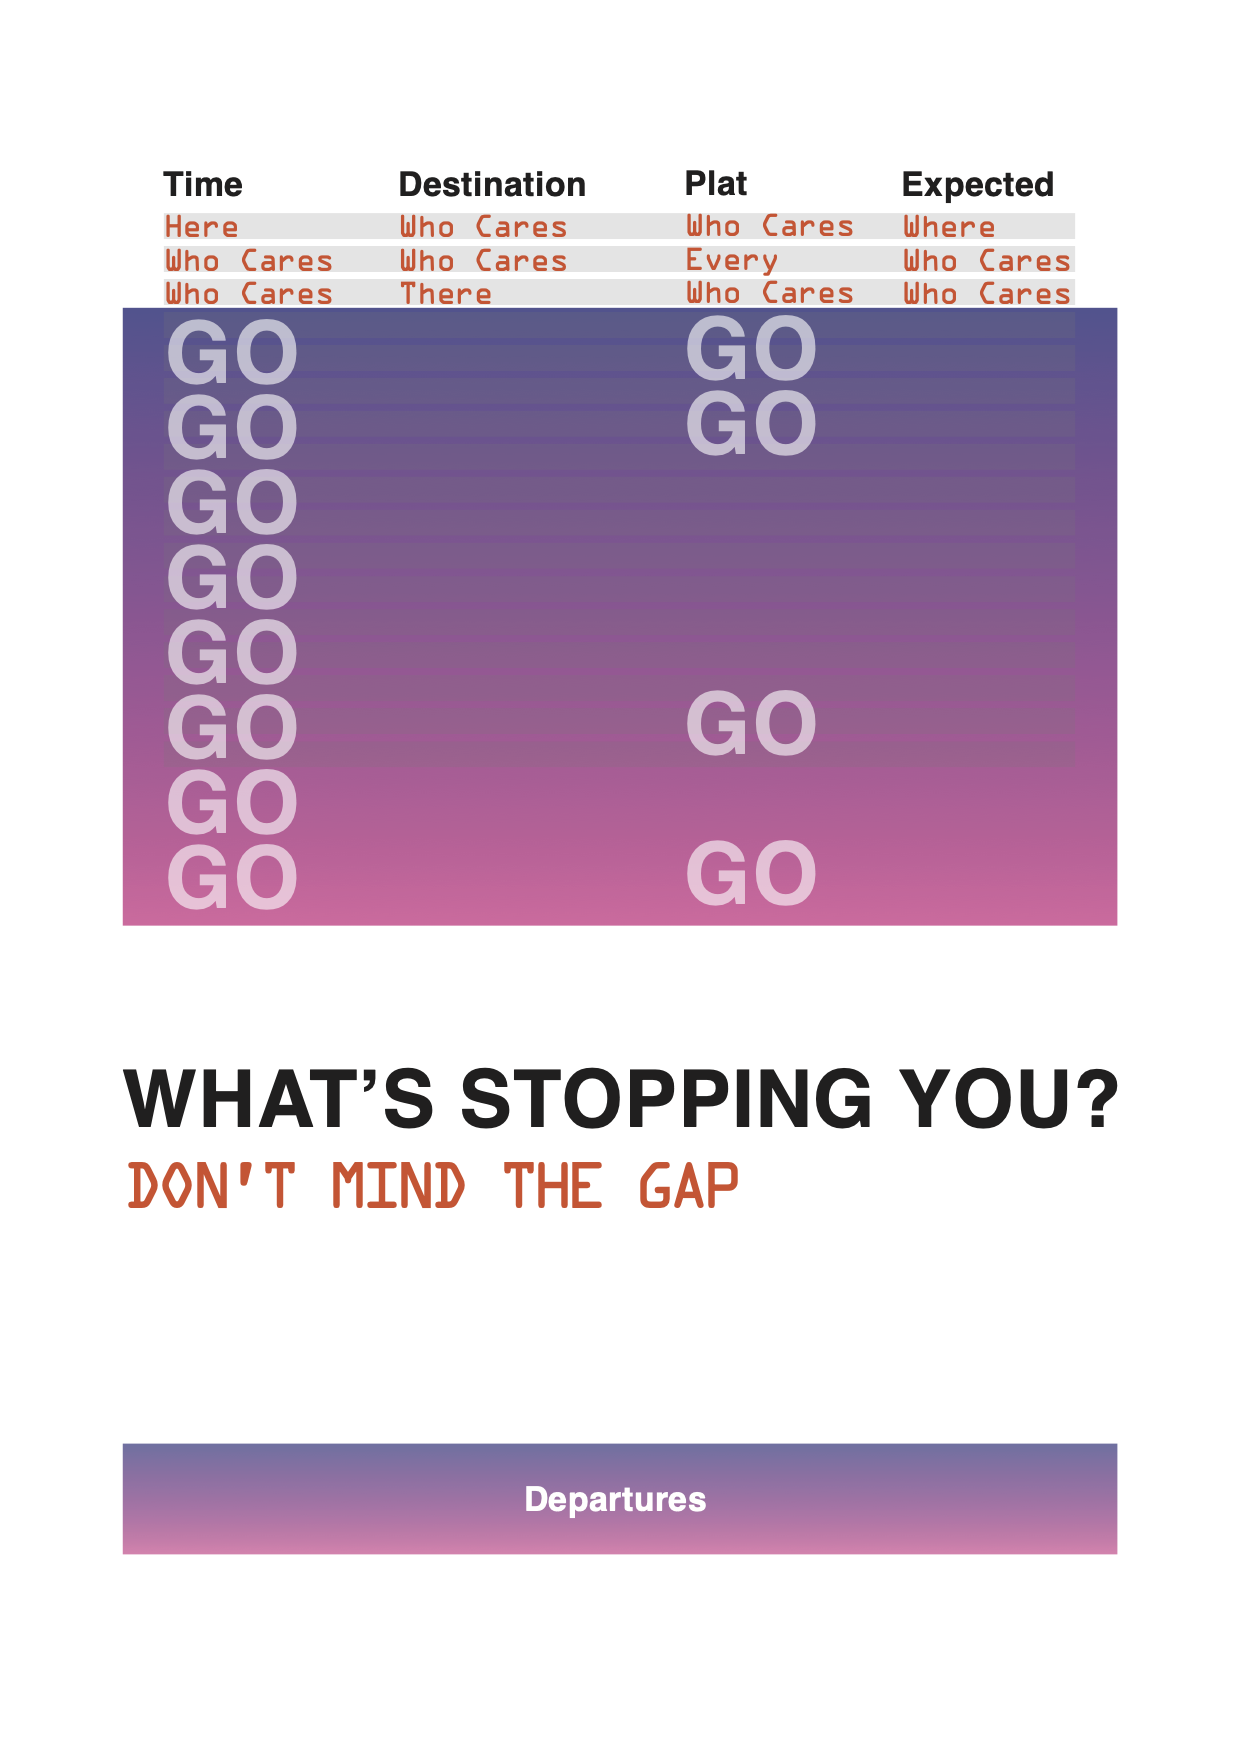 Time Destination Plat Expected
Here Who Cares Who Cares Where
Who Cares Who Cares Every Who Cares
Who Cares There Who Cares Who Cares
GO GO
GO GO
GO
GO
GO
GO GO
GO
GO GO
WHAT’S STOPPING YOU?
DON'T MIND THE GAP
Departures